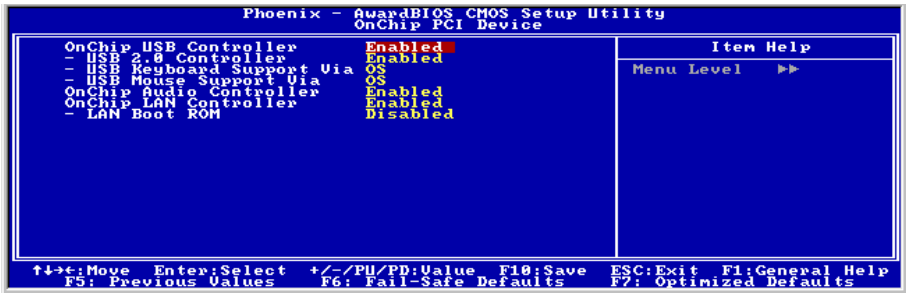 Phoenix - AwardBIOS CMOS Setup Utility
OnChip PCI Device
OnChip USB Controller Enabled
- USB 2.0 Controller Enabled
- USB Keyboard Support Via OS
- USB Mouse Support Via OS
OnChip Audio Controller Enabled
OnChip LAN Controller Enabled
- LAN Boot ROM Disabled
Item Help
Menu Level ▶▶
↑↓→←:Move Enter:Select +/-/PU/PD:Value F10:Save ESC:Exit F1:General Help
F5: Previous Values F6: Fail-Safe Defaults F7: Optimized Defaults